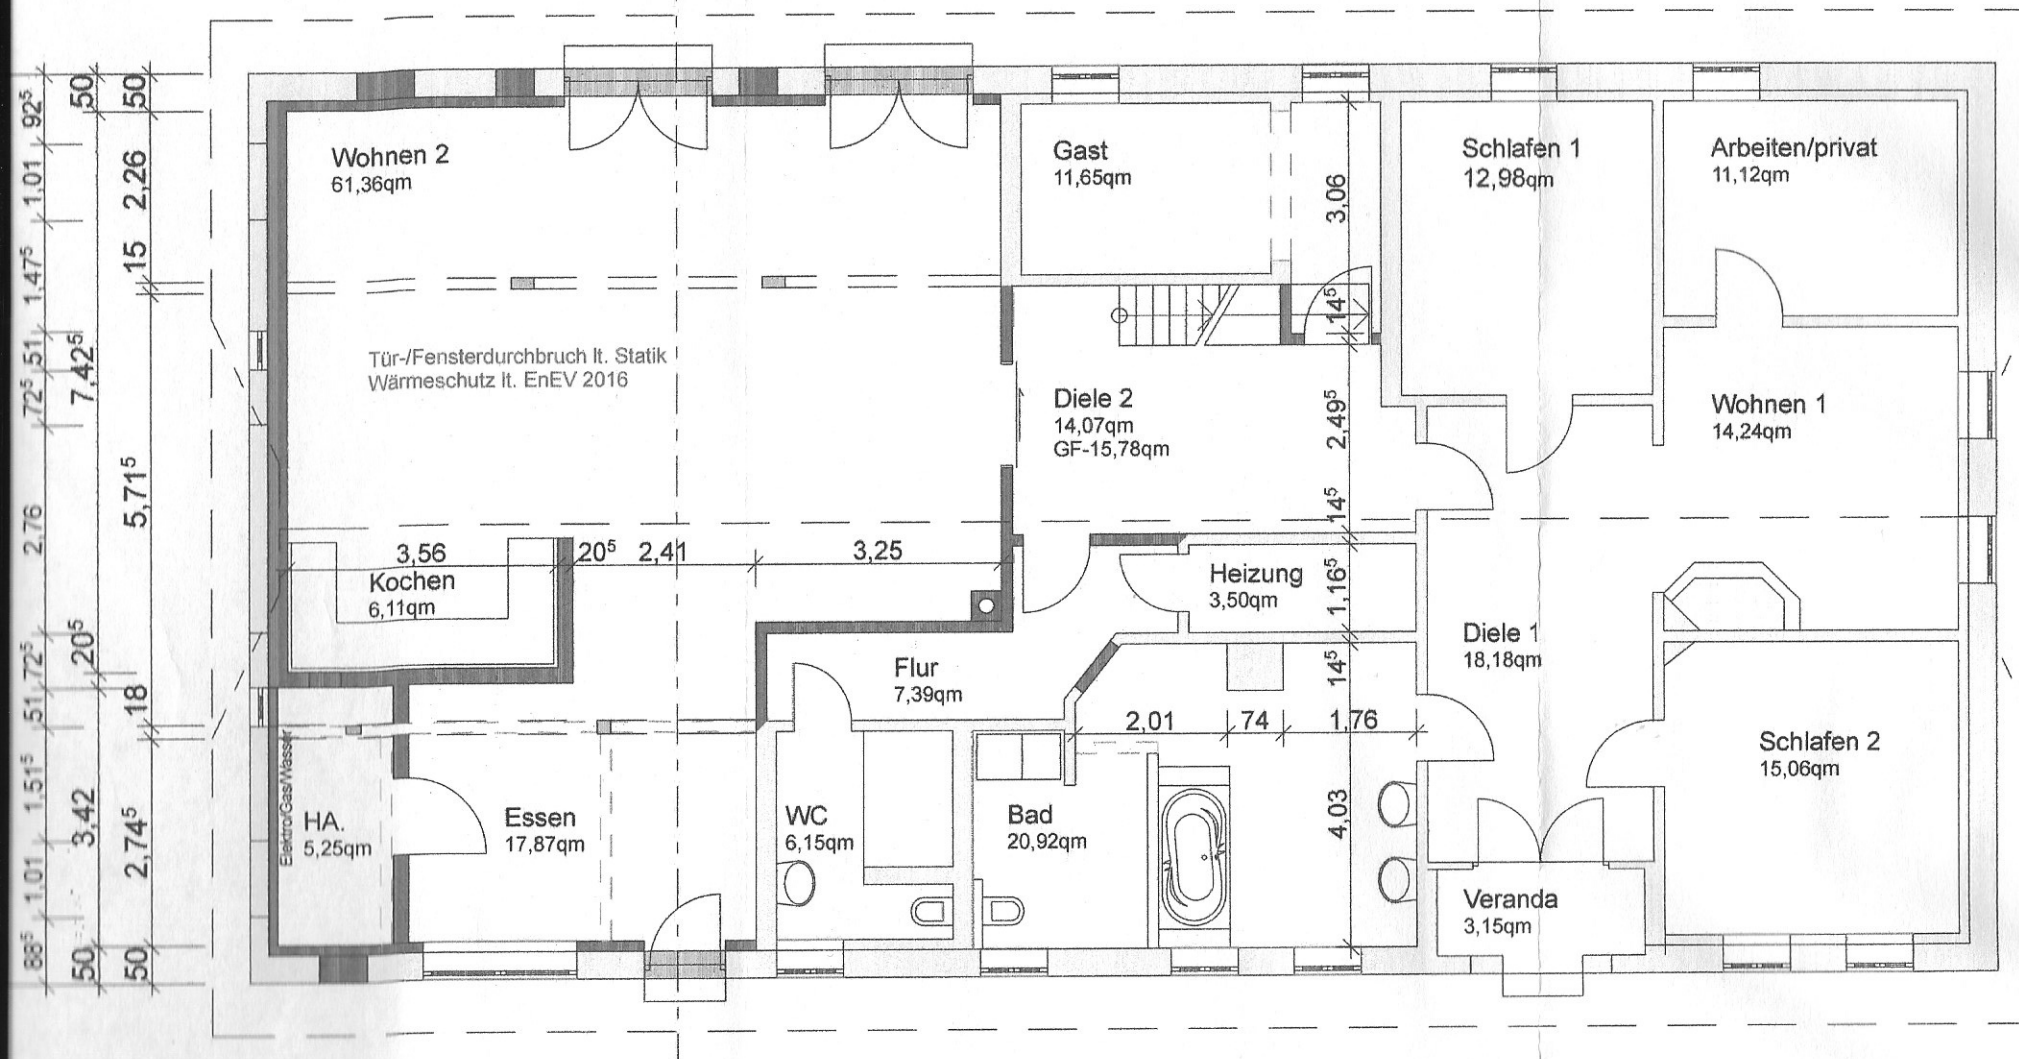 Wohnen 2
61,36qm
Gast
11,65qm
Schlafen 1
12,98qm
Arbeiten/privat
11,12qm
Tür-/Fensterdurchbruch lt. Statik
Wärmeschutz lt. EnEV 2016
Diele 2
14,07qm
GF-15,78qm
Wohnen 1
14,24qm
Kochen
6,11qm
Heizung
3,50qm
Diele 1
18,18qm
Flur
7,39qm
Schlafen 2
15,06qm
Elektro/Gas/Wasser
HA.
5,25qm
Essen
17,87qm
WC
6,15qm
Bad
20,92qm
Veranda
3,15qm
3,56
20⁵
2,41
3,25
2,01
74
1,76
3,06
14⁵
2,49⁵
14⁵
1,16⁵
14⁵
4,03
92⁵
1,01
1,47⁵
51
72⁵
2,76
72⁵
51
1,51⁵
1,01
88⁵
50
7,42⁵
20⁵
3,42
50
50
2,26
15
5,71⁵
18
2,74⁵
50